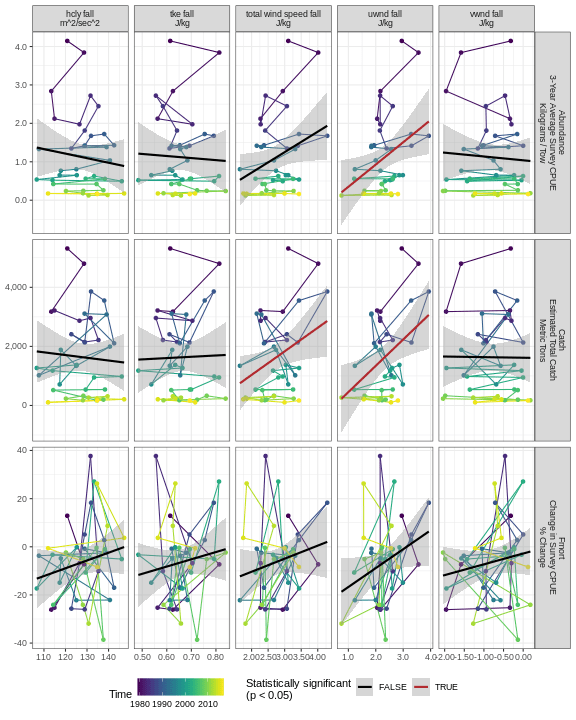 hcly fall
m^2/sec^2
tke fall
J/kg
total wind speed fall
J/kg
uwnd fall
J/kg
vwnd fall
J/kg
4.0
3.0
2.0
1.0
0.0
Abundance
3-Year Average Survey CPUE
Kilograms / Tow
4,000
2,000
0
Catch
Estimated Total Catch
Metric Tons
40
20
0
-20
-40
Fmort
Change in Survey CPUE
% Change
110 120 130 140
0.50 0.60 0.70 0.80
2.00 2.50 3.00 3.50 4.00
1.0 2.0 3.0 4.0
-2.00 -1.50 -1.00 -0.50 0.00
Time
1980 1990 2000 2010
Statistically significant
(p < 0.05)
FALSE
TRUE